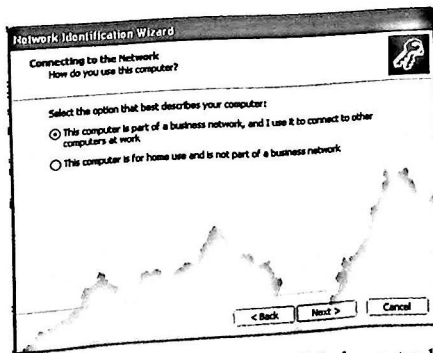 Network Identification Wizard
Connecting to the Network
How do you use this computer?
Select the option that best describes your computer:
This computer is part of a business network, and I use it to connect to other
computers at work
This computer is for home use and is not part of a business network
< Back
Next >
Cancel